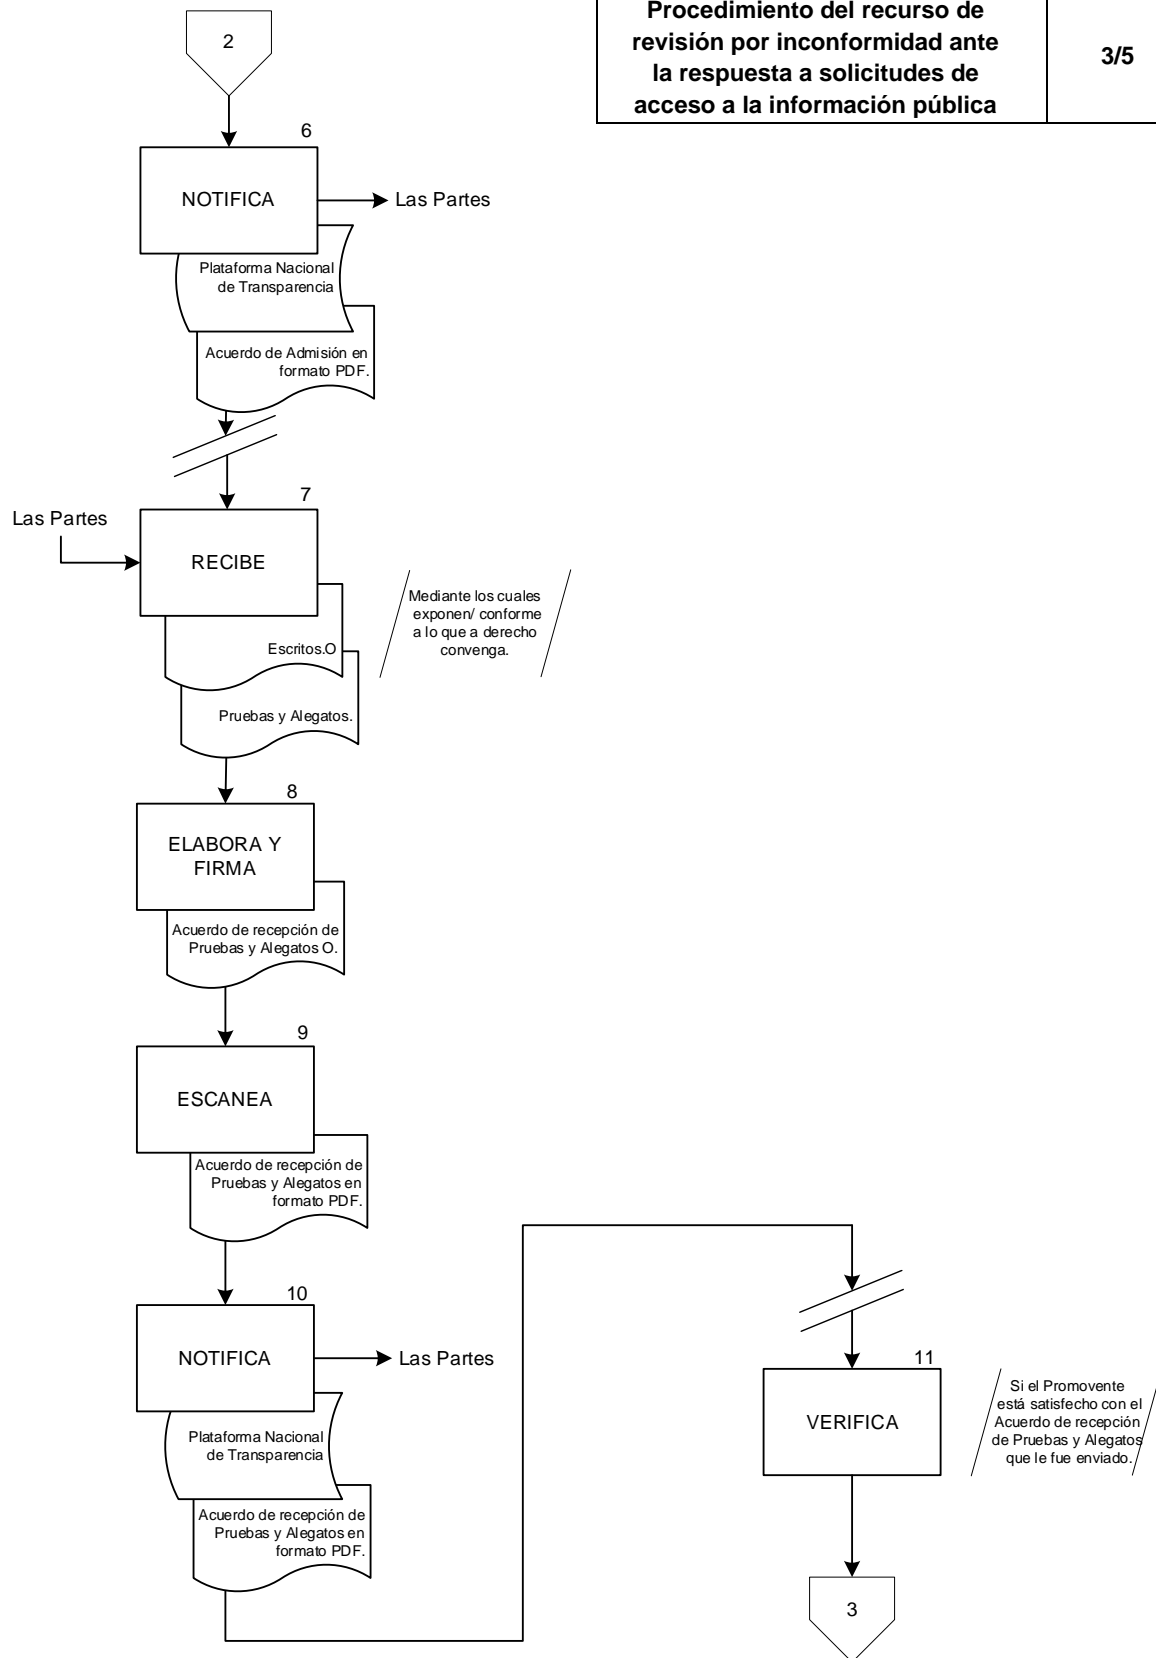 Procedimiento del recurso de
revisión por inconformidad ante
la respuesta a solicitudes de
acceso a la información pública
3/5
2
6
NOTIFICA
Las Partes
Plataforma Nacional
de Transparencia
Acuerdo de Admisión en
formato PDF.
7
Las Partes
RECIBE
Mediante los cuales
exponen/ conforme
a lo que a derecho
convenga.
Escritos.O
Pruebas y Alegatos.
8
ELABORA Y
FIRMA
Acuerdo de recepción de
Pruebas y Alegatos O.
9
ESCANEA
Acuerdo de recepción de
Pruebas y Alegatos en
formato PDF.
10
NOTIFICA
Las Partes
Plataforma Nacional
de Transparencia
Acuerdo de recepción de
Pruebas y Alegatos en
formato PDF.
11
VERIFICA
Si el Promovente
está satisfecho con el
Acuerdo de recepción
de Pruebas y Alegatos
que le fue enviado.
3